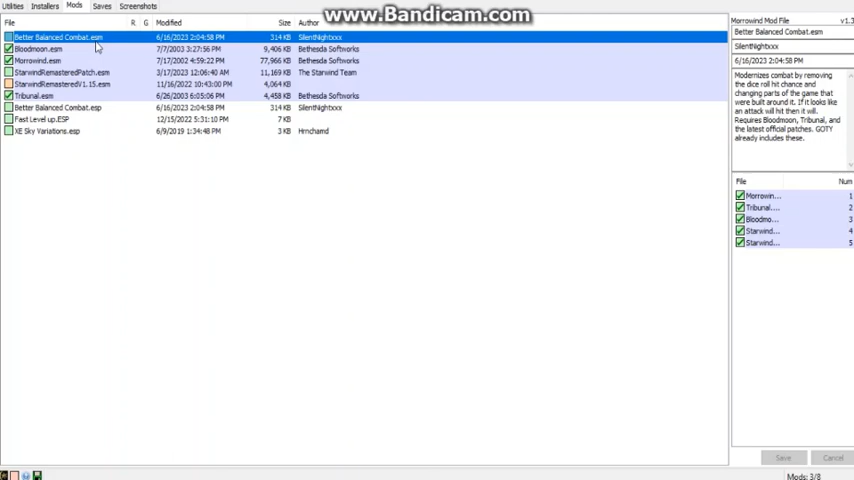 Utilities Installers Mods Saves Screenshots
www.Bandicam.com
File R G Modified Size Author
Better Balanced Combat.esm 6/16/2023 2:04:58 PM 314 KB SilentNightxxx
Bloodmoon.esm 7/7/2003 3:27:56 PM 9,406 KB Bethesda Softworks
Morrowind.esm 7/17/2002 4:59:22 PM 77,966 KB Bethesda Softworks
StarwindRemasteredPatch.esm 3/17/2023 12:06:40 AM 11,169 KB The Starwind Team
StarwindRemasteredV1.15.esm 11/16/2022 10:43:00 PM 4,064 KB
Tribunal.esm 6/26/2003 6:05:06 PM 4,458 KB Bethesda Softworks
Better Balanced Combat.esp 6/16/2023 2:04:58 PM 314 KB SilentNightxxx
Fast Level up.ESP 12/15/2022 5:31:10 PM 7 KB
XE Sky Variations.esp 6/9/2019 1:34:48 PM 3 KB Hrnchamd
Morrowind Mod File v1.3
Better Balanced Combat.esm
SilentNightxxx
6/16/2023 2:04:58 PM
Modernizes combat by removing
the dice roll hit chance and
changing parts of the game that
were built around it. If it looks like
an attack will hit then it will.
Requires Bloodmoon, Tribunal, and
the latest official patches. GOTY
already includes these.
File Num
Morrowin... 1
Tribunal.... 2
Bloodmo... 3
Starwind... 4
Starwind... 5
Save Cancel
Mods: 3/8